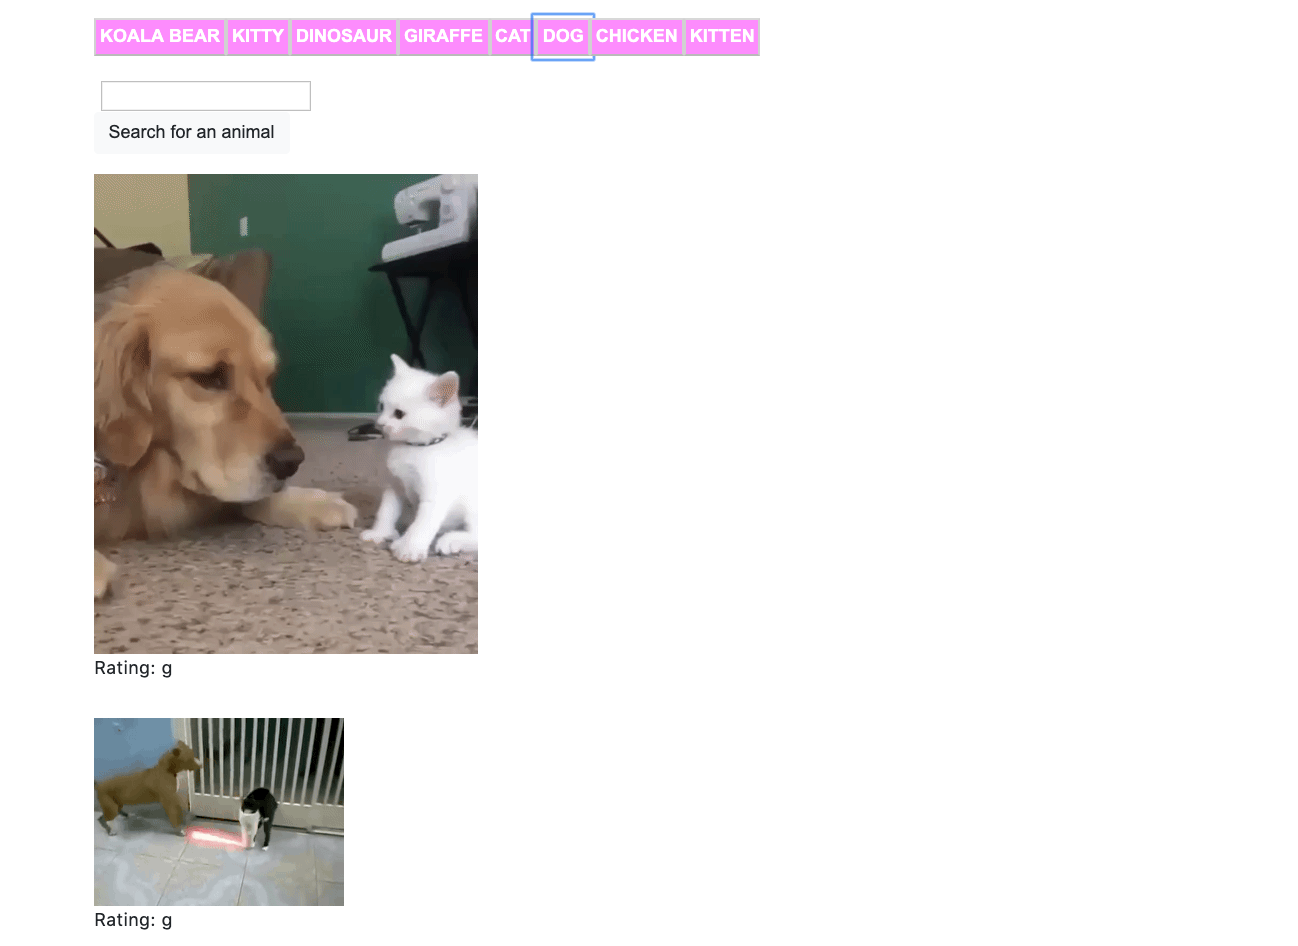 KOALA BEAR KITTY DINOSAUR GIRAFFE CAT DOG CHICKEN KITTEN
Search for an animal
Rating: g
Rating: g